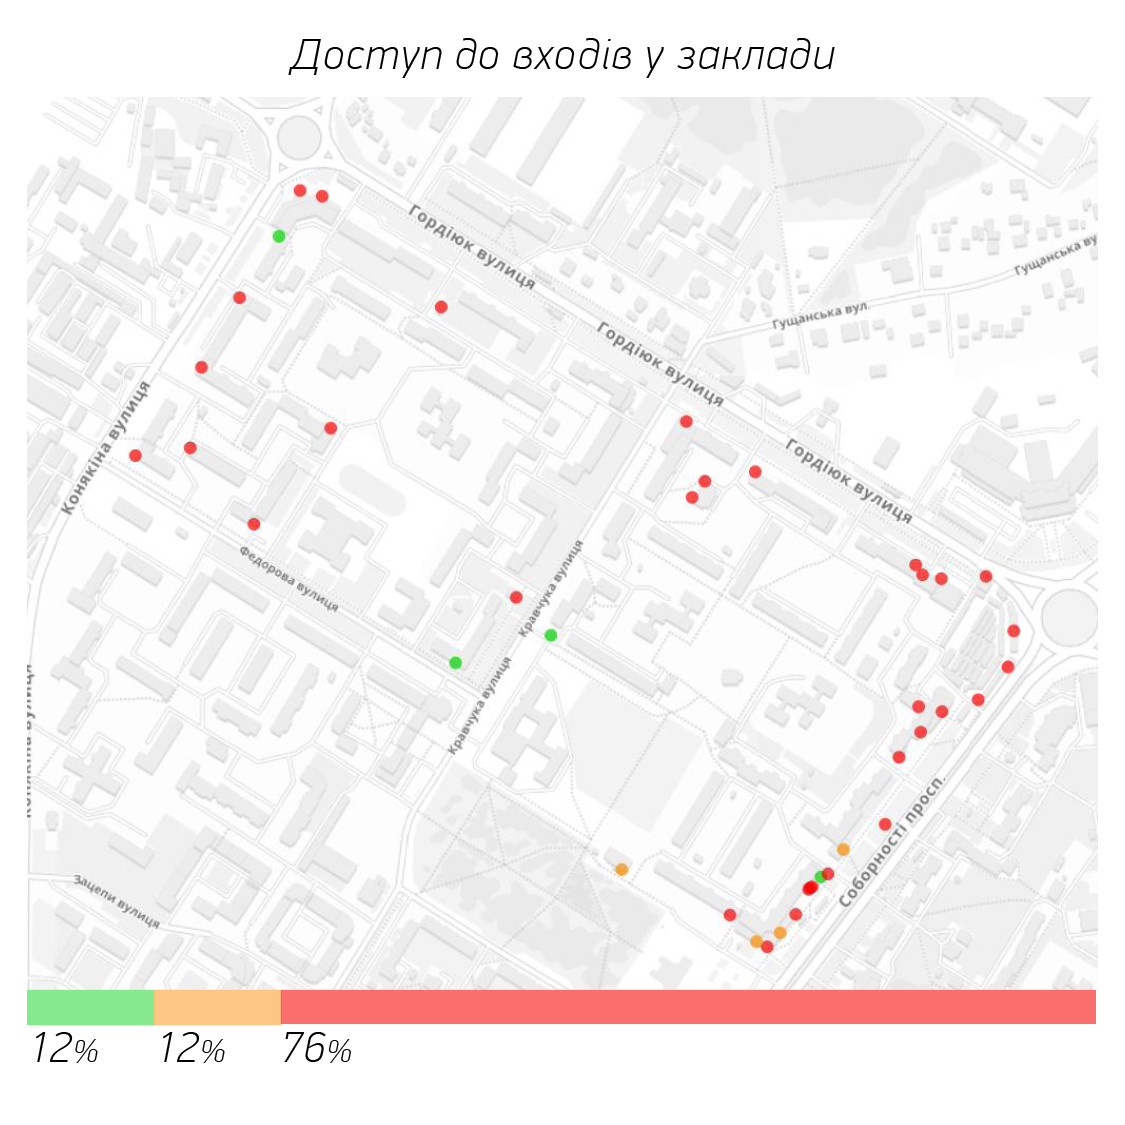 Доступ до входів у заклади
Гордіюк вулиця
Гущанська ву
Гущанська вул.
Гордіюк вулиця
Конякіна вулиця
Гордіюк вулиця
Федорова вулиця
Кравчука вулиця
Кравчука вулиця
Конякіна вулиця
Соборності просп.
Зацепи вулиця
12% 12% 76%